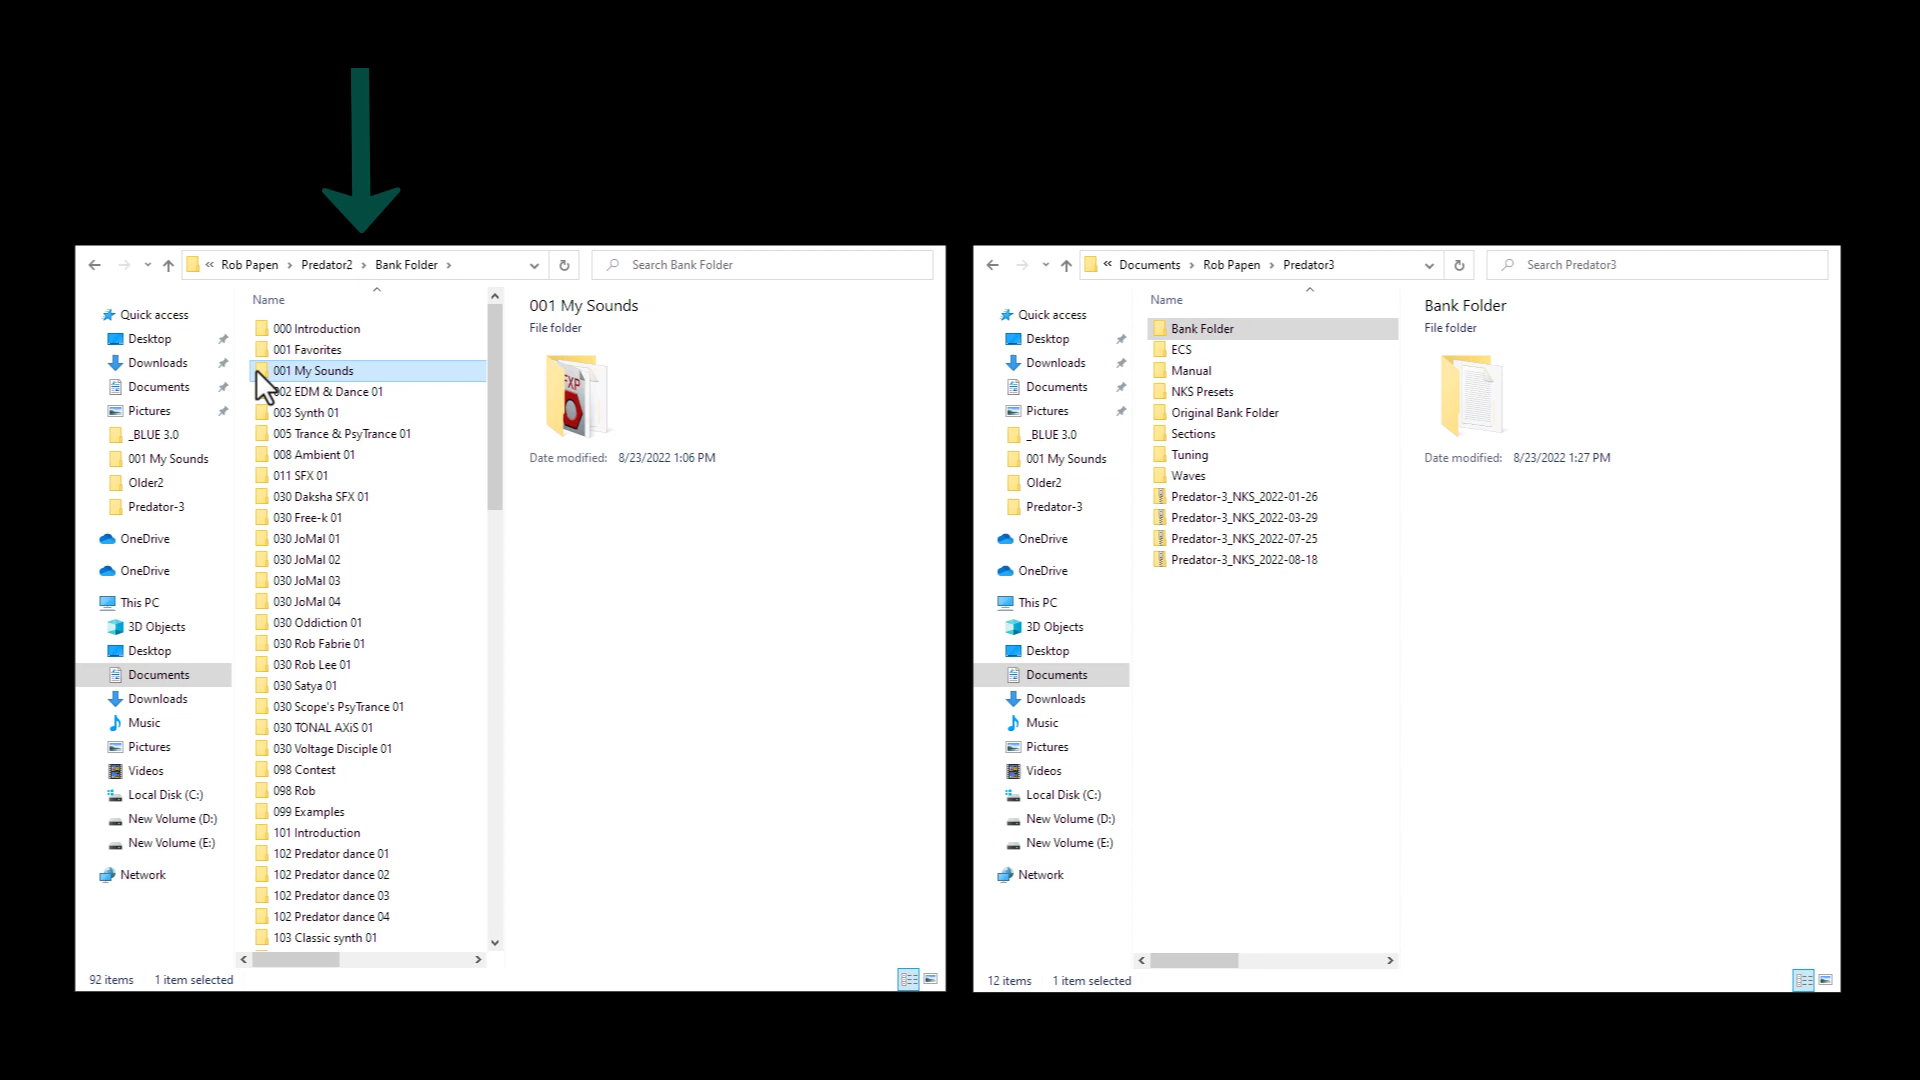 « Rob Papen › Predator2 › Bank Folder ›
Search Bank Folder
Quick access
Desktop
Downloads
Documents
Pictures
_BLUE 3.0
001 My Sounds
Older2
Predator-3
OneDrive
OneDrive
This PC
3D Objects
Desktop
Documents
Downloads
Music
Pictures
Videos
Local Disk (C:)
New Volume (D:)
New Volume (E:)
Network
Name
000 Introduction
001 Favorites
001 My Sounds
002 EDM & Dance 01
003 Synth 01
005 Trance & PsyTrance 01
008 Ambient 01
011 SFX 01
030 Daksha SFX 01
030 Free-k 01
030 JoMal 01
030 JoMal 02
030 JoMal 03
030 JoMal 04
030 Oddiction 01
030 Rob Fabrie 01
030 Rob Lee 01
030 Satya 01
030 Scope's PsyTrance 01
030 TONAL AXiS 01
030 Voltage Disciple 01
098 Contest
098 Rob
099 Examples
101 Introduction
102 Predator dance 01
102 Predator dance 02
102 Predator dance 03
102 Predator dance 04
103 Classic synth 01
001 My Sounds
File folder
FXP
Date modified: 8/23/2022 1:06 PM
92 items 1 item selected
« Documents › Rob Papen › Predator3
Search Predator3
Quick access
Desktop
Downloads
Documents
Pictures
_BLUE 3.0
001 My Sounds
Older2
Predator-3
OneDrive
OneDrive
This PC
3D Objects
Desktop
Documents
Downloads
Music
Pictures
Videos
Local Disk (C:)
New Volume (D:)
New Volume (E:)
Network
Name
Bank Folder
ECS
Manual
NKS Presets
Original Bank Folder
Sections
Tuning
Waves
Predator-3_NKS_2022-01-26
Predator-3_NKS_2022-03-29
Predator-3_NKS_2022-07-25
Predator-3_NKS_2022-08-18
Bank Folder
File folder
Date modified: 8/23/2022 1:27 PM
12 items 1 item selected